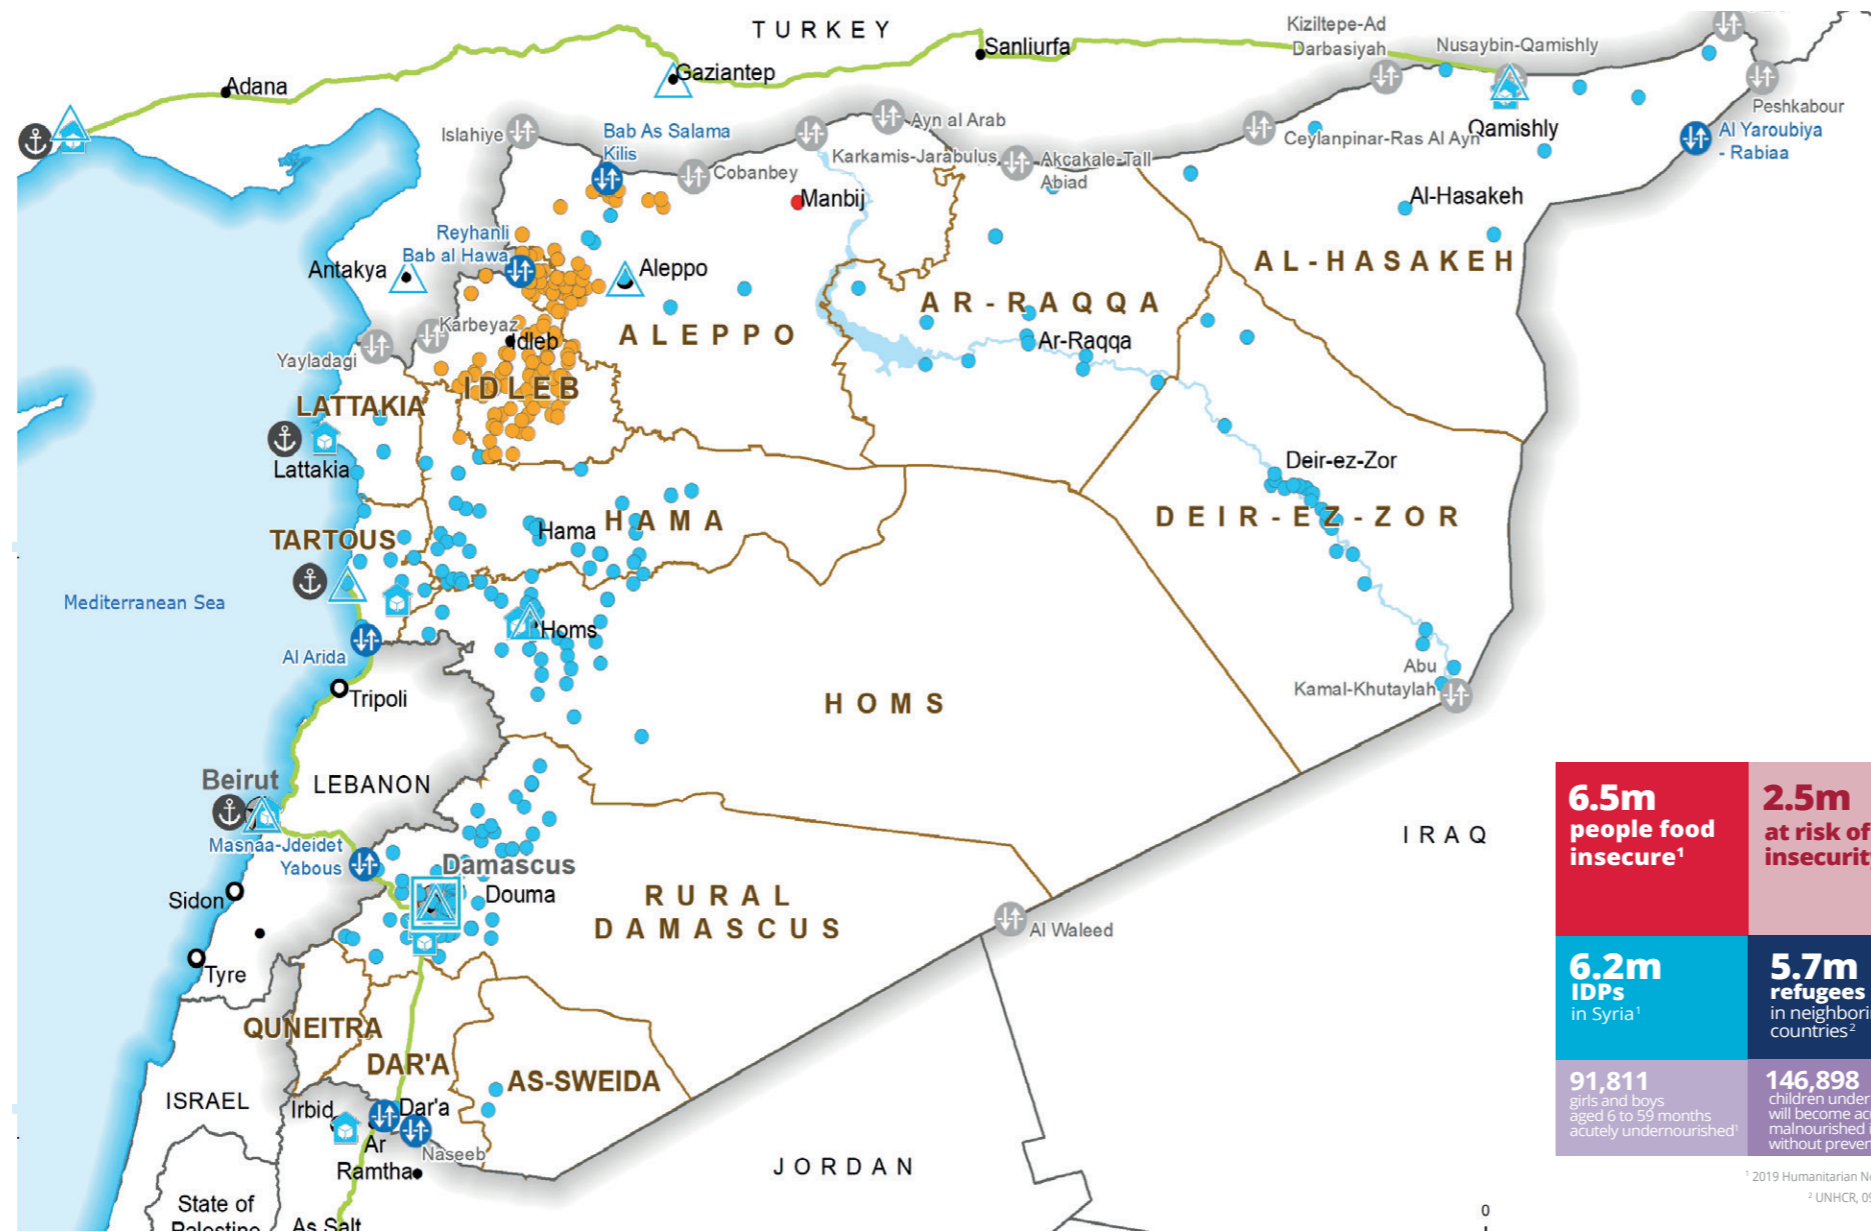 TURKEY
Kiziltepe-Ad
Darbasiyah
Nusaybin-Qamishly
Sanliurfa
Gaziantep
Adana
Peshkabour
Islahiye
Bab As Salama
Kilis
Ayn al Arab
Karkamis-Jarabulus
Akcakale-Tall
Abiad
Ceylanpinar-Ras Al Ayn
Qamishly
Al Yaroubiya
- Rabiaa
Cobanbey
Manbij
Al-Hasakeh
Reyhanli
Bab al Hawa
Antakya
Aleppo
AL-HASAKEH
AR-RAQQA
Karbeyaz
Idleb
ALEPPO
Ar-Raqqa
Yayladagi
IDLEB
LATTAKIA
Lattakia
Deir-ez-Zor
HAMA
Hama
DEIR-EZ-ZOR
TARTOUS
Mediterranean Sea
Homs
Al Arida
Abu
Kamal-Khutaylah
Tripoli
HOMS
Beirut
LEBANON
Masnaa-Jdeidet
Yabous
Damascus
Douma
IRAQ
Sidon
RURAL
DAMASCUS
Al Waleed
Tyre
QUNEITRA
DAR'A
AS-SWEIDA
ISRAEL
Irbid
Dar'a
Ar
Ramtha
Naseeb
JORDAN
State of
Palestine
As Salt
6.5m
people food
insecure¹
2.5m
at risk of
6.2m
IDPs
in Syria¹
5.7m
refugees
in
countries²
91,811
girls and boys
aged 6 to 59 months
acutely undernourished¹
146,898
children under
will become
malnourished
without
¹ 2019 Humanitarian
² UNHCR,
0